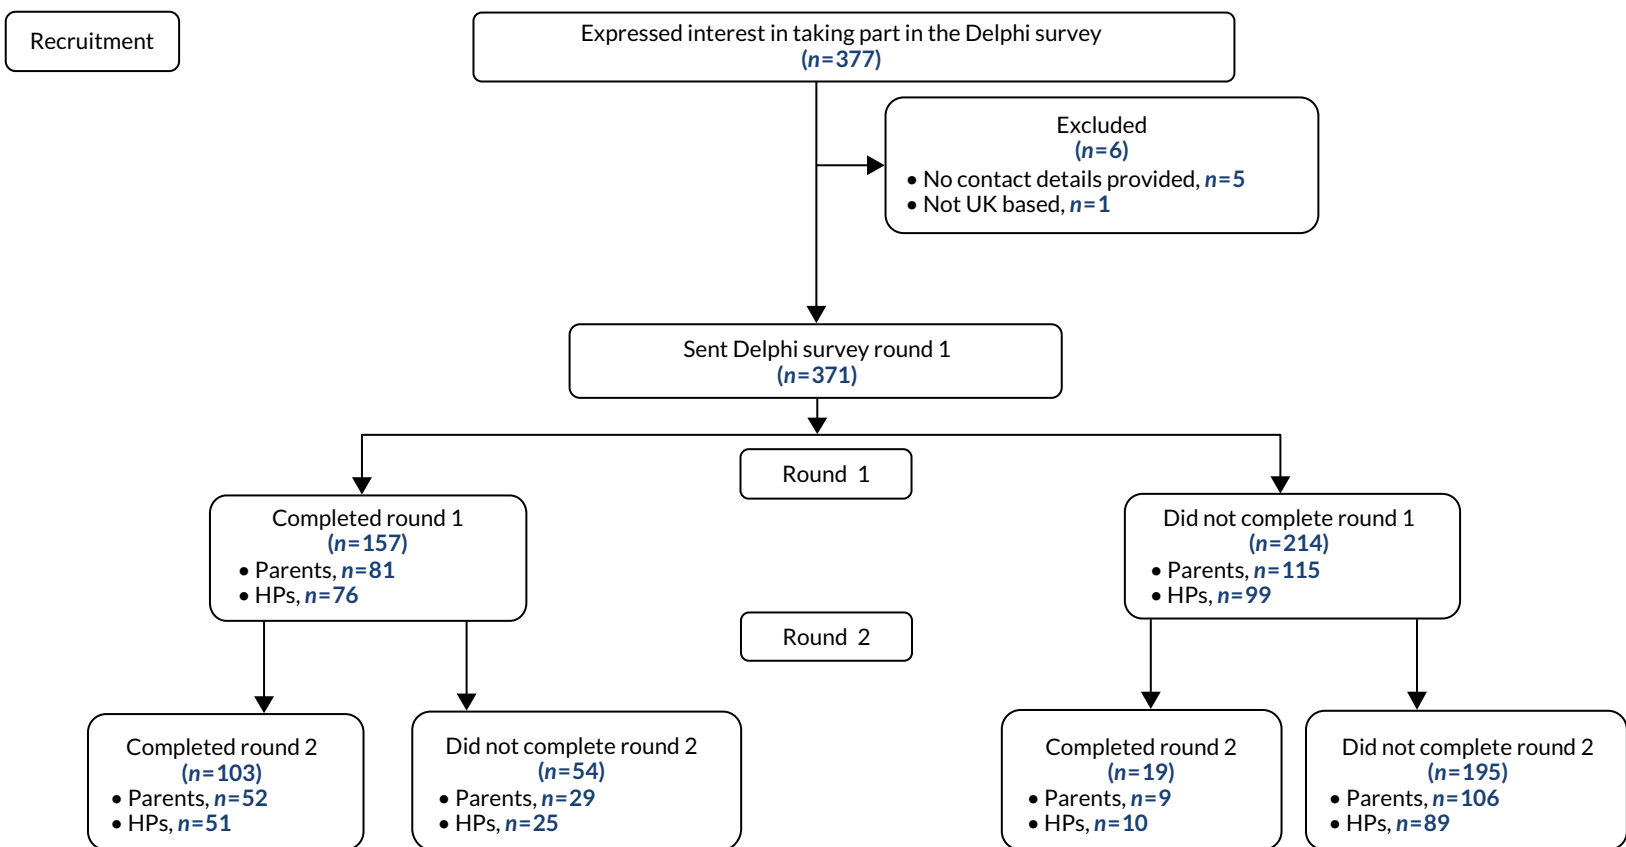 Recruitment
Expressed interest in taking part in the Delphi survey
(n=377)
Excluded
(n=6)
• No contact details provided, n=5
• Not UK based, n=1
Sent Delphi survey round 1
(n=371)
Round 1
Completed round 1
(n=157)
• Parents, n=81
• HPs, n=76
Did not complete round 1
(n=214)
• Parents, n=115
• HPs, n=99
Round 2
Completed round 2
(n=103)
• Parents, n=52
• HPs, n=51
Did not complete round 2
(n=54)
• Parents, n=29
• HPs, n=25
Completed round 2
(n=19)
• Parents, n=9
• HPs, n=10
Did not complete round 2
(n=195)
• Parents, n=106
• HPs, n=89